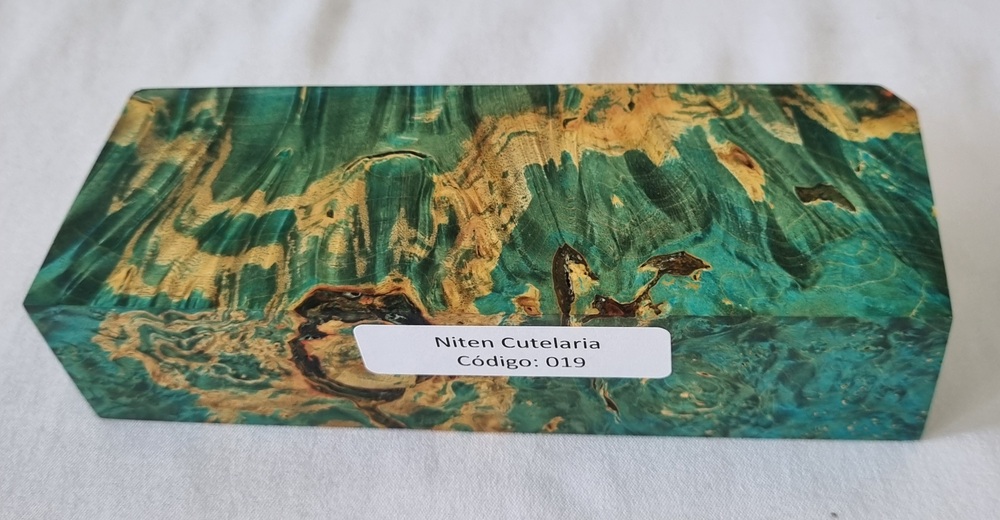 Niten Cutelaria
Código: 019